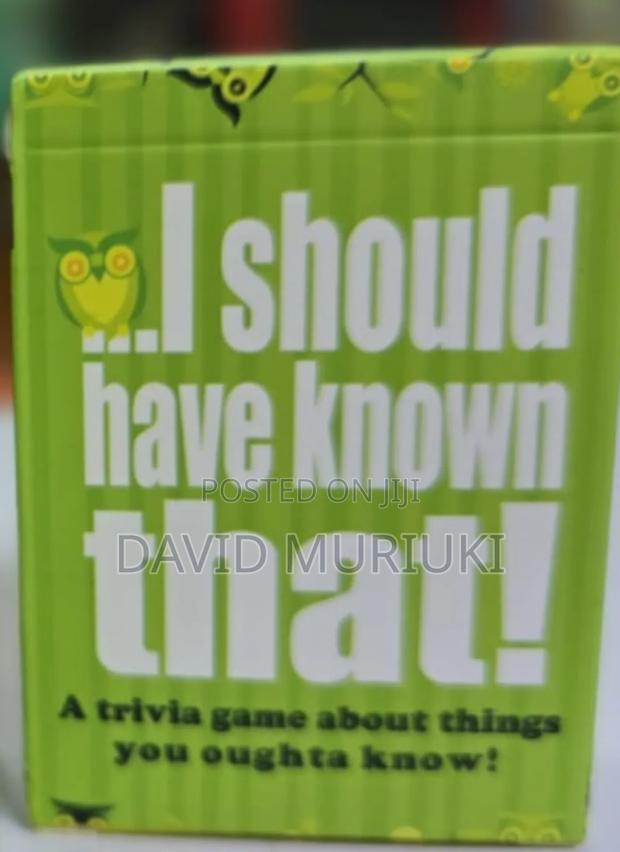 ...I should
have known
POSTED ON JIJI
that!
DAVID MURIUKI
A trivia game about things
you oughta know!